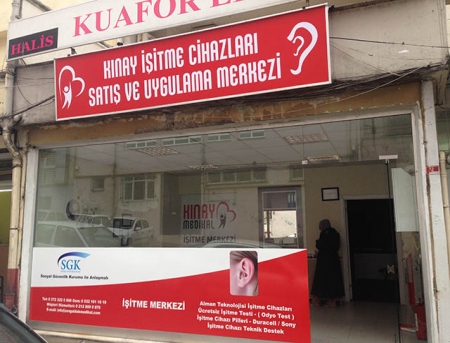 HALİS
KUAFÖR
KINAY İŞİTME CİHAZLARI
SATIŞ VE UYGULAMA MERKEZİ
KINAY
MEDİKAL
İŞİTME MERKEZİ
SGK
Sosyal Güvenlik Kurumu ile Anlaşmalı
İŞİTME MERKEZİ
Alman Teknolojisi İşitme Cihazları
Ücretsiz İşitme Testi - ( Odyo Test )
İşitme Cihazı Pilleri - Duracell / Sony
İşitme Cihazı Teknik Destek